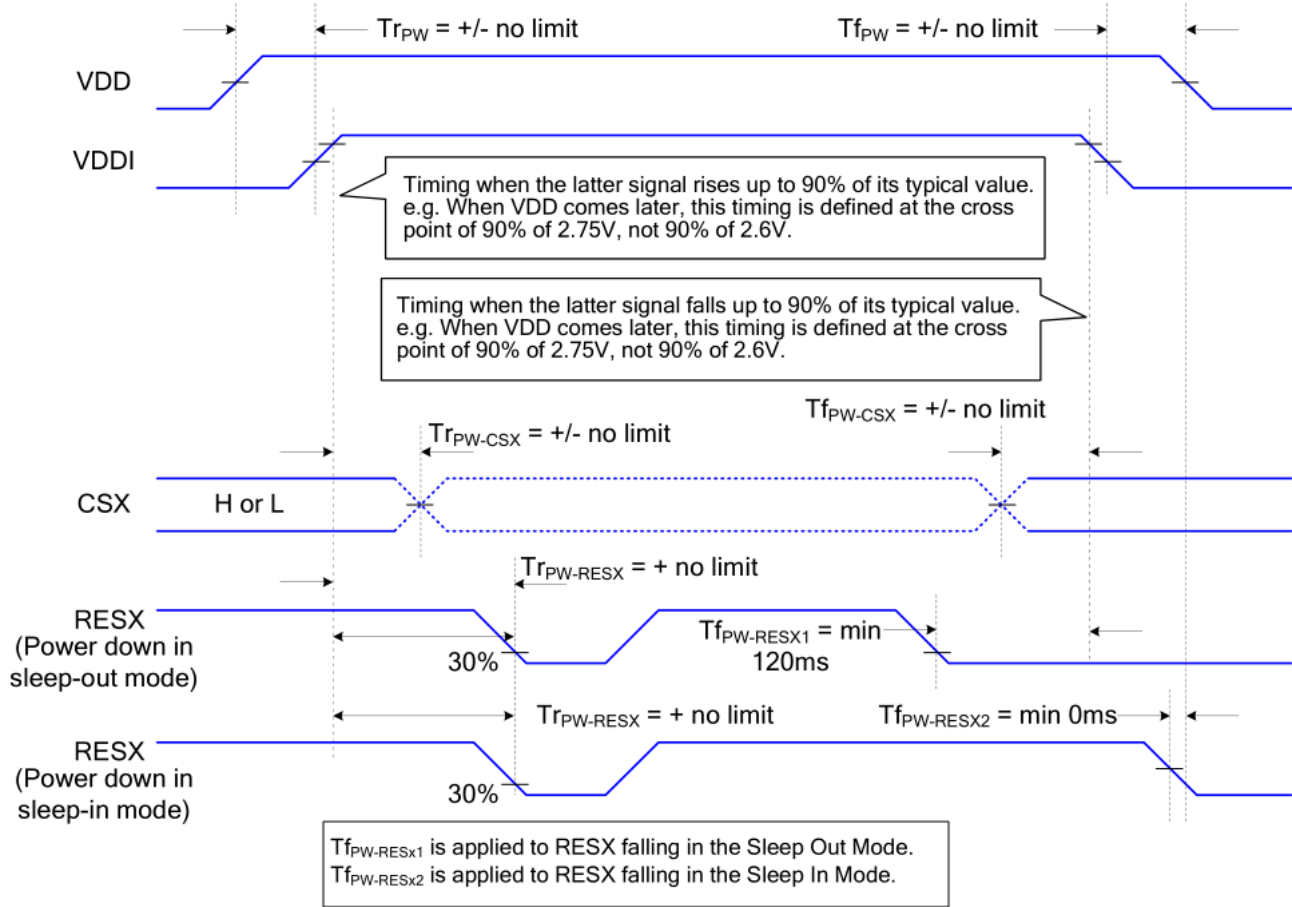 TrPW = +/- no limit
TfPW = +/- no limit
VDD
VDDI
Timing when the latter signal rises up to 90% of its typical value.
e.g. When VDD comes later, this timing is defined at the cross
point of 90% of 2.75V, not 90% of 2.6V.
Timing when the latter signal falls up to 90% of its typical value.
e.g. When VDD comes later, this timing is defined at the cross
point of 90% of 2.75V, not 90% of 2.6V.
TfPW-CSX = +/- no limit
TrPW-CSX = +/- no limit
CSX
H or L
TrPW-RESX = + no limit
RESX
(Power down in
sleep-out mode)
30%
TfPW-RESX1 = min
120ms
TrPW-RESX = + no limit
TfPW-RESX2 = min 0ms
RESX
(Power down in
sleep-in mode)
30%
TfPW-RESx1 is applied to RESX falling in the Sleep Out Mode.
TfPW-RESx2 is applied to RESX falling in the Sleep In Mode.